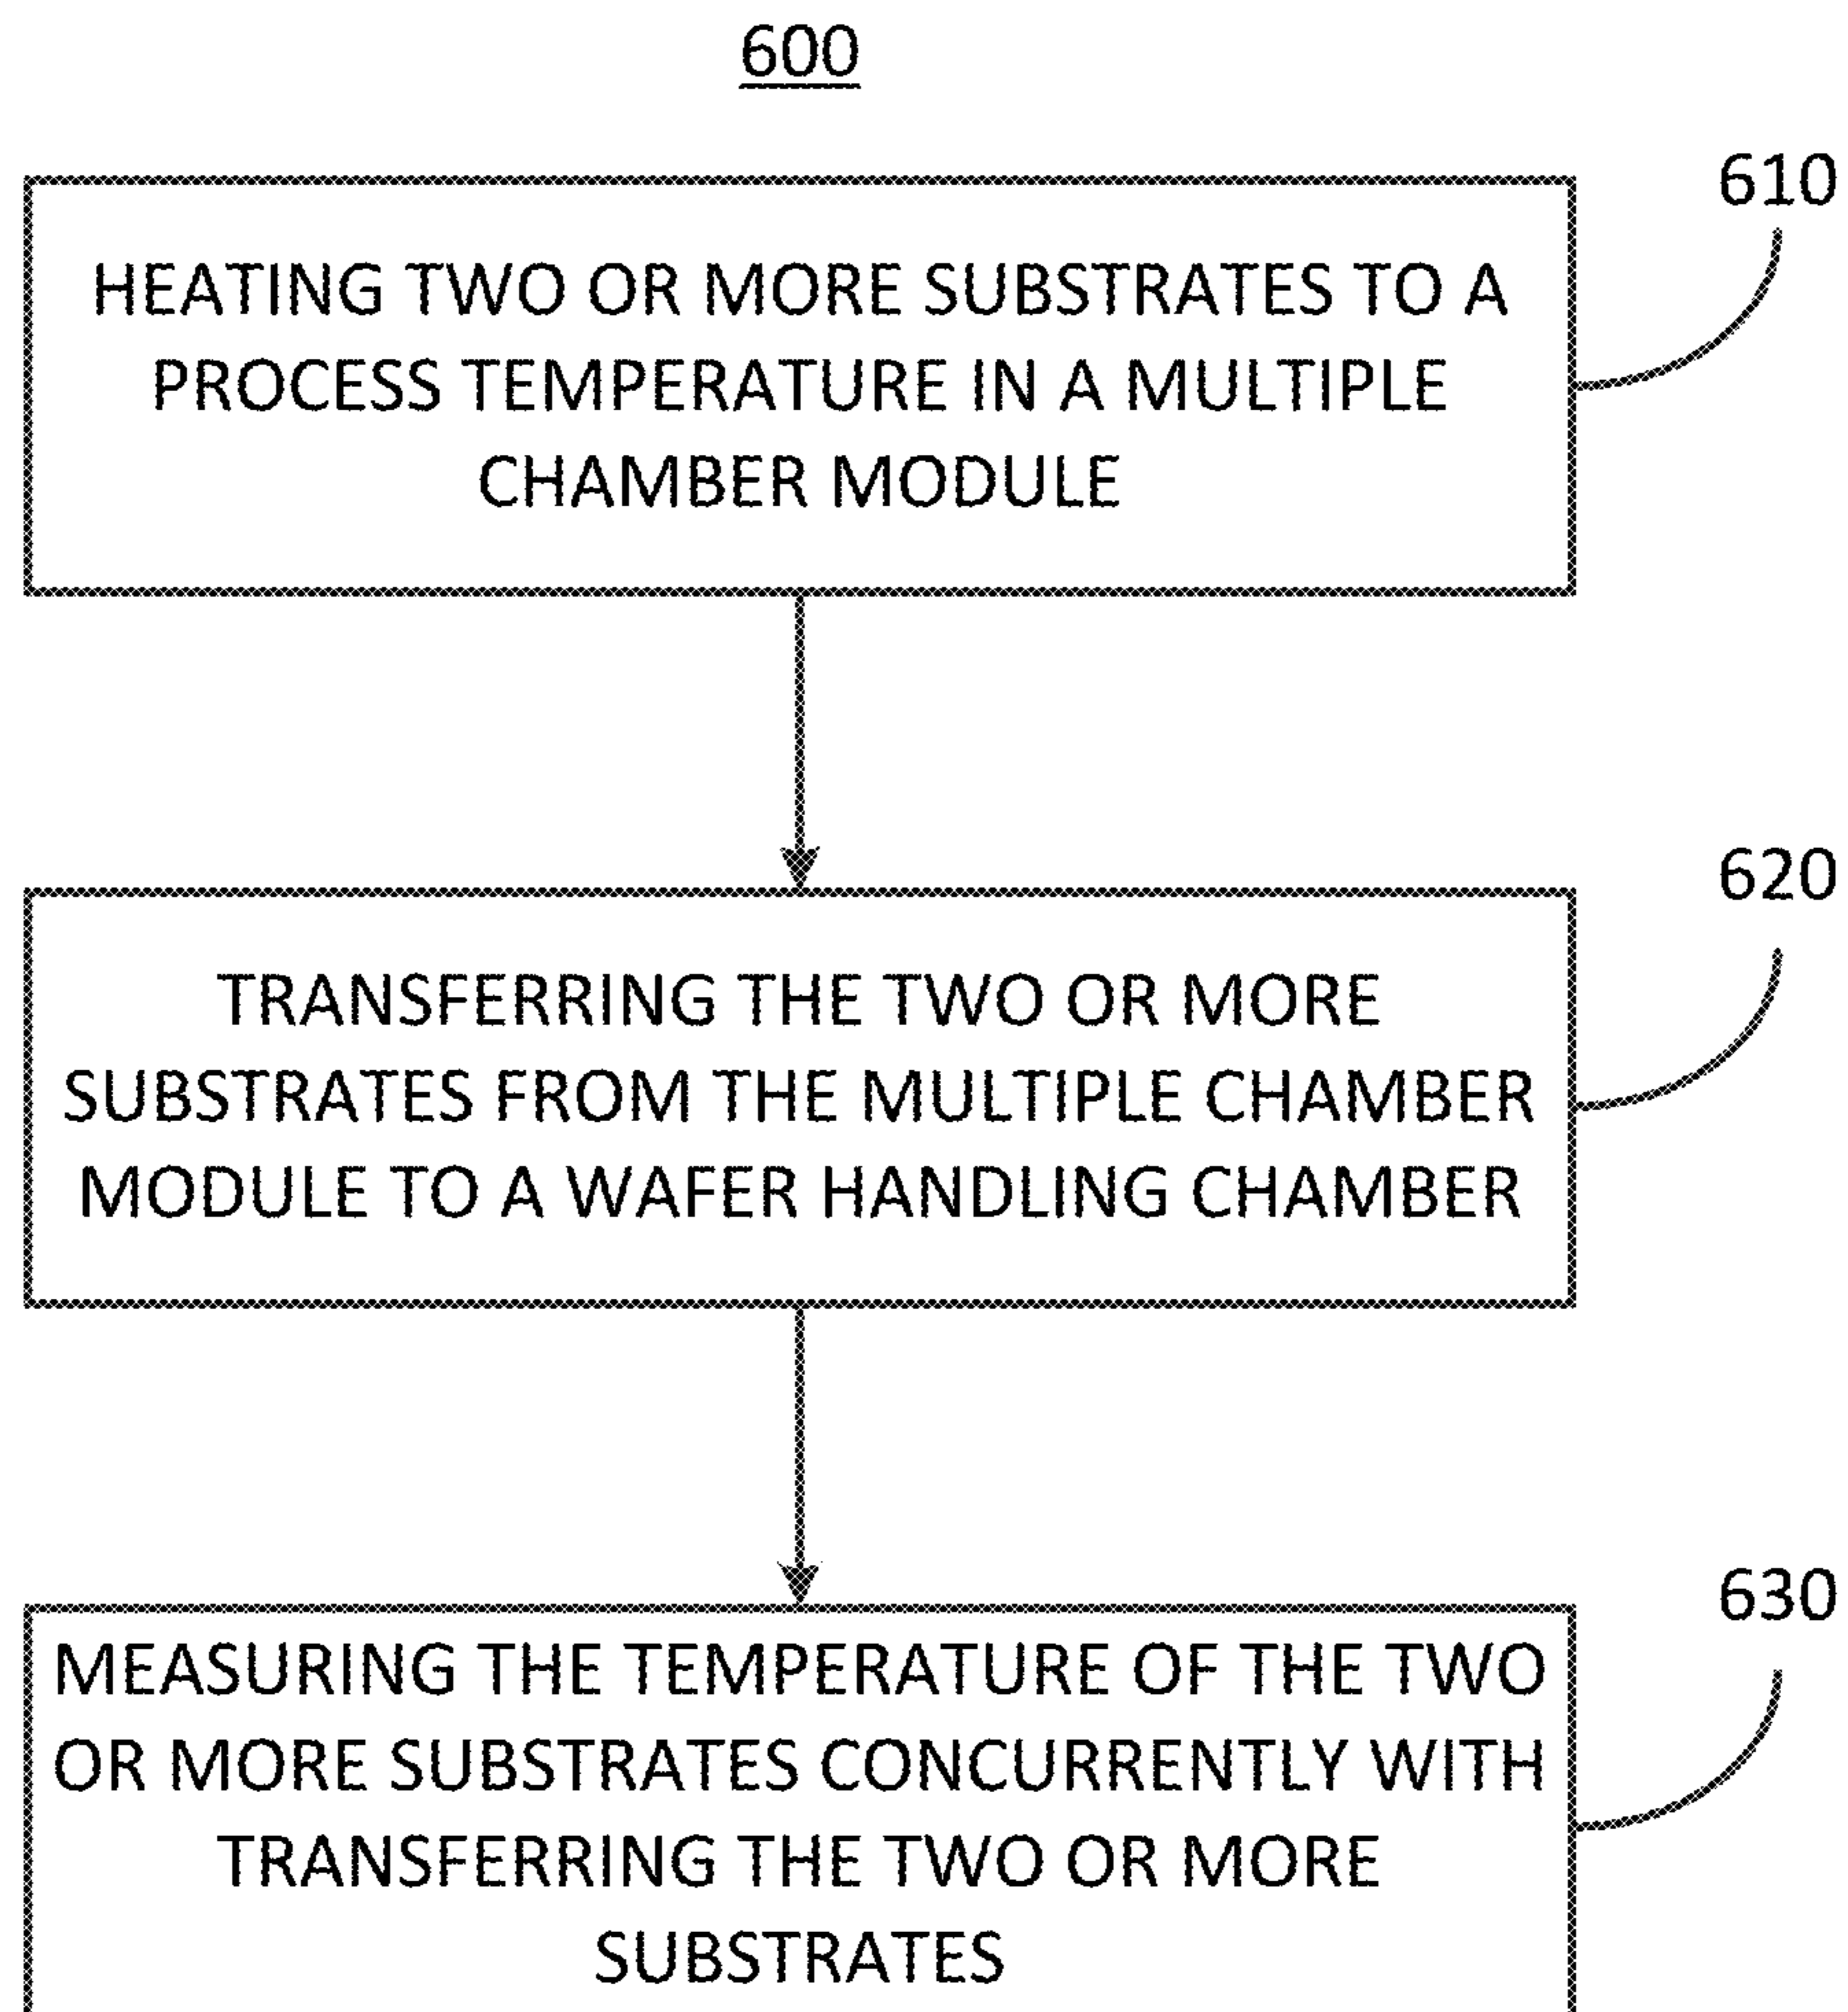 600
610
HEATING TWO OR MORE SUBSTRATES TO A
PROCESS TEMPERATURE IN A MULTIPLE
CHAMBER MODULE
620
TRANSFERRING THE TWO OR MORE
SUBSTRATES FROM THE MULTIPLE CHAMBER
MODULE TO A WAFER HANDLING CHAMBER
630
MEASURING THE TEMPERATURE OF THE TWO
OR MORE SUBSTRATES CONCURRENTLY WITH
TRANSFERRING THE TWO OR MORE
SUBSTRATES